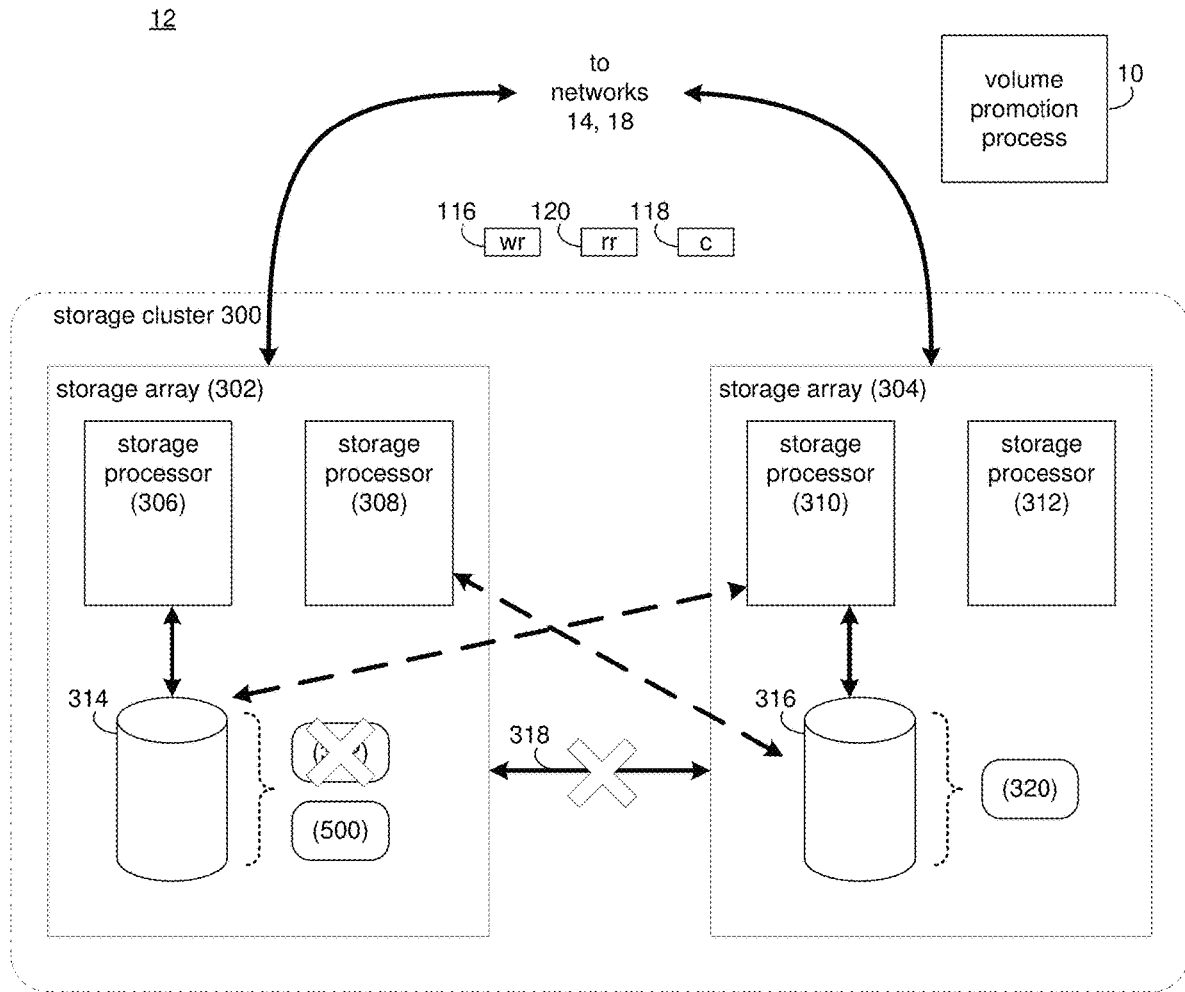 12
to
networks
14, 18
volume
promotion
process
10
116
wr
120
rr
118
c
storage cluster 300
storage array (302)
storage
processor
(306)
storage
processor
(308)
storage array (304)
storage
processor
(310)
storage
processor
(312)
314
(500)
318
316
(320)